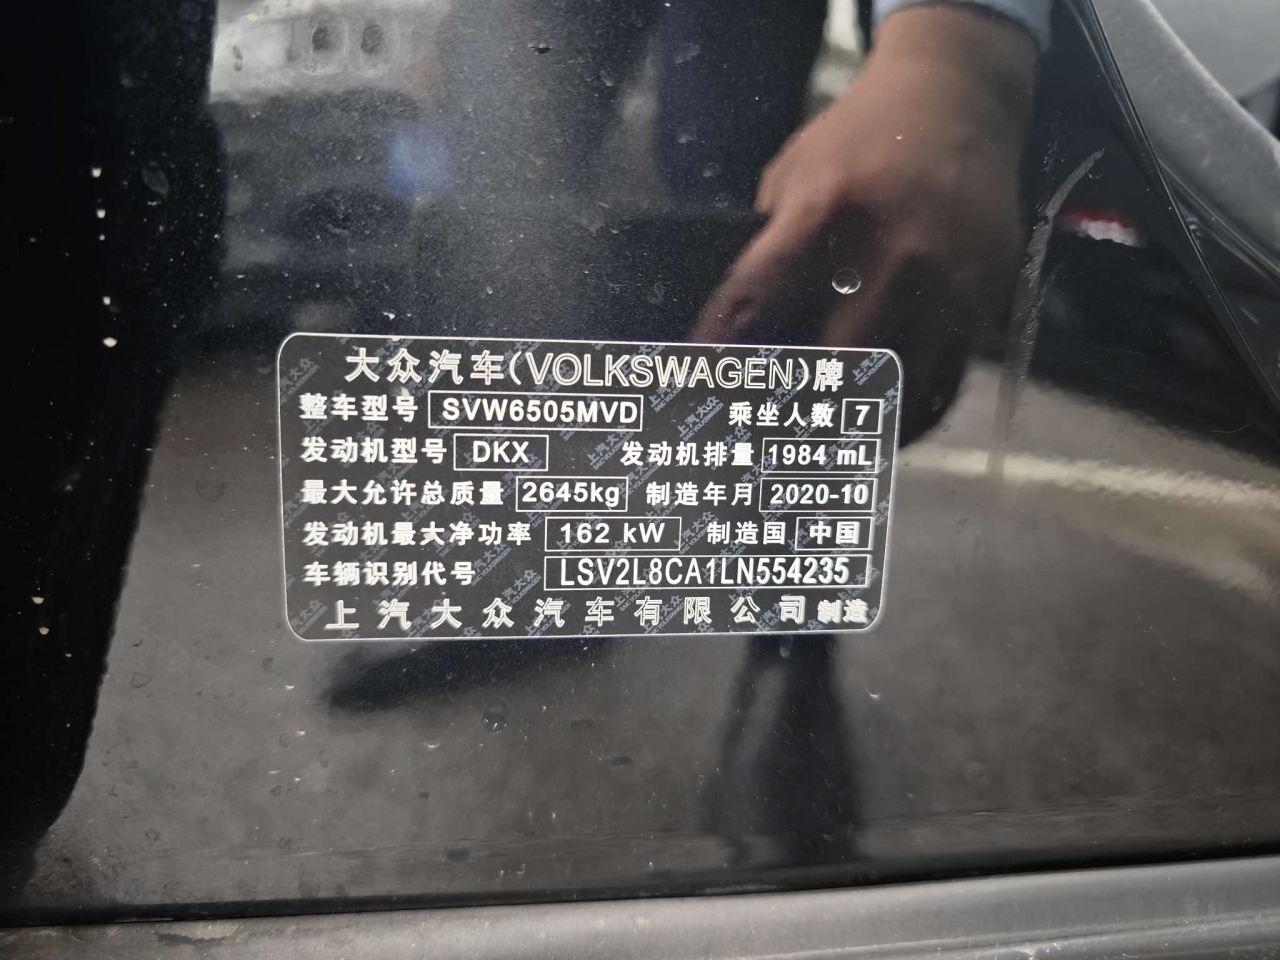 大众汽车(VOLKSWAGEN)牌
整车型号 SVW6505MVD 乘坐人数 7
发动机型号 DKX 发动机排量 1984 mL
最大允许总质量 2645kg 制造年月 2020-10
发动机最大净功率 162 kW 制造国 中国
车辆识别代号 LSV2L8CA1LN554235
上汽大众汽车有限公司制造